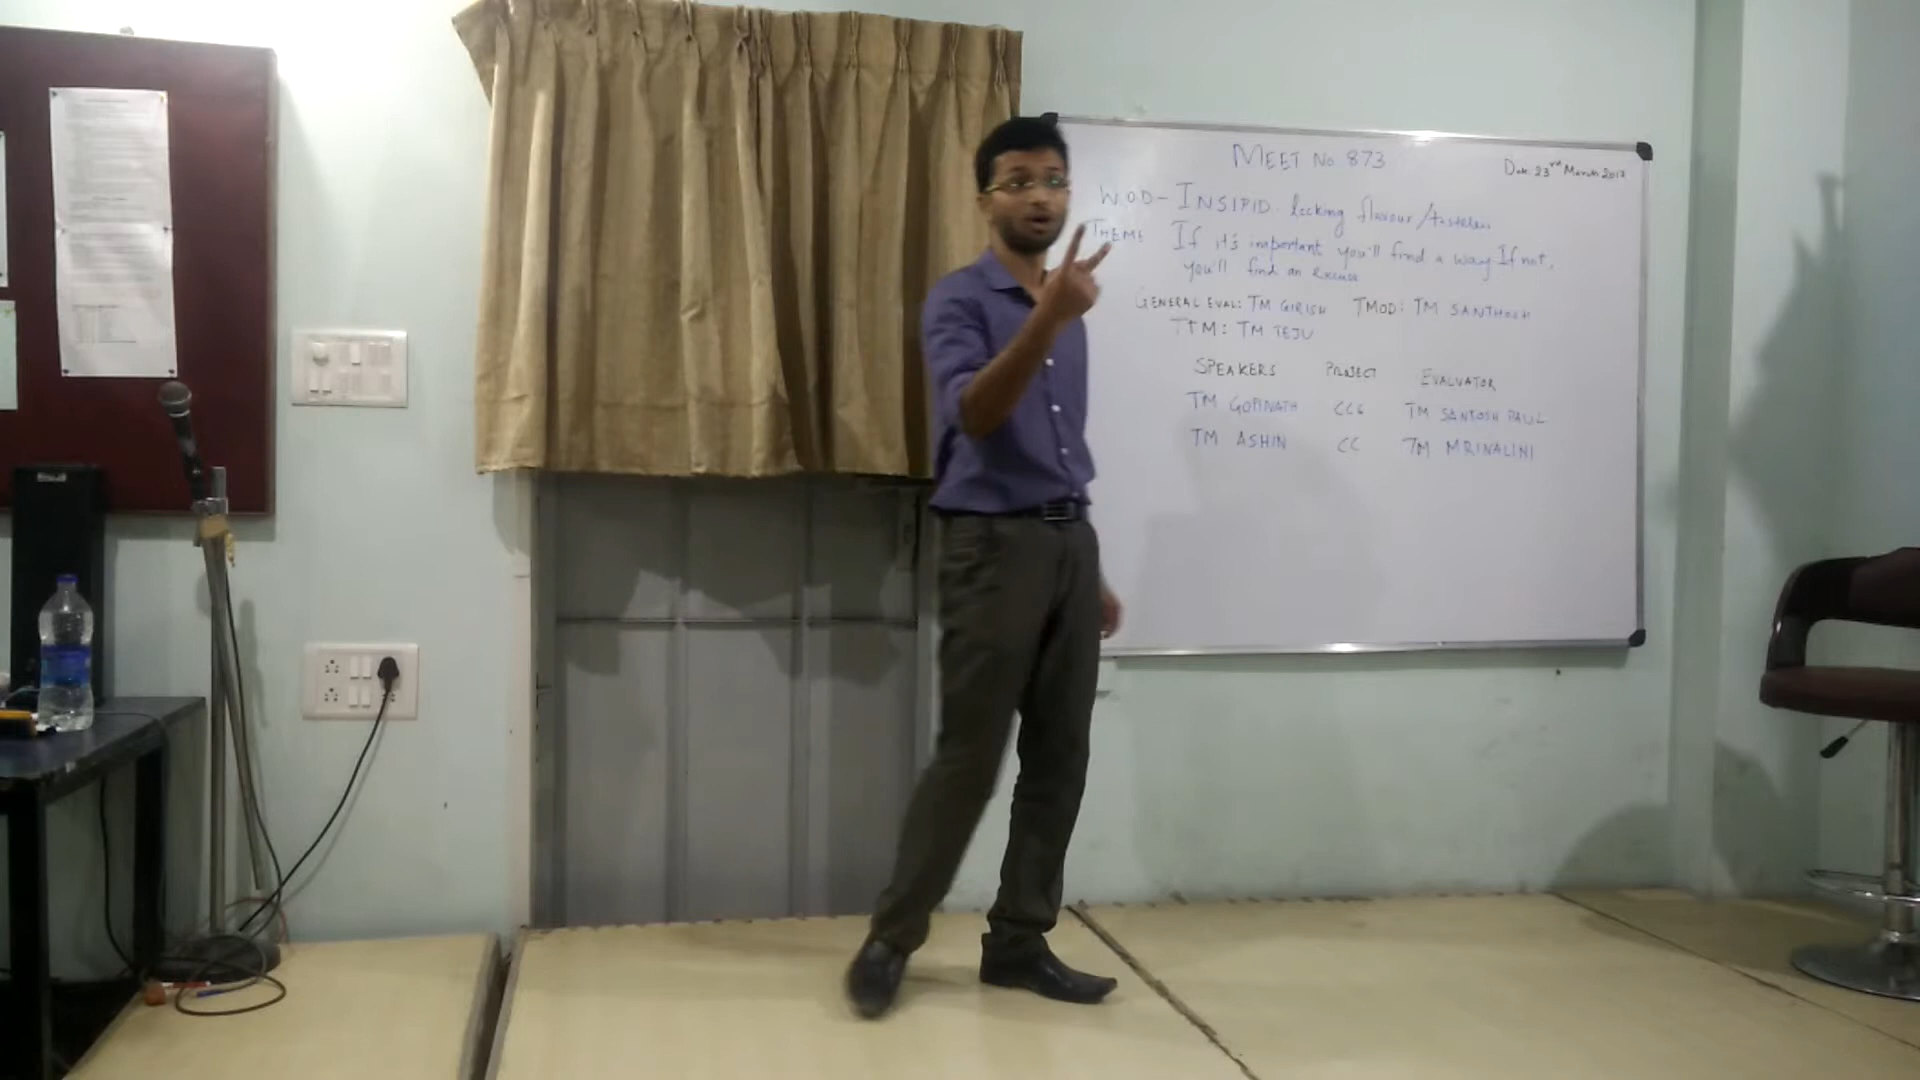 MEET No 873
Date 23rd March 2017
WOD - INSIPID. lacking flavour/tasteless
THEME If it's important you'll find a way If not,
you'll find an excuse
GENERAL EVAL: TM GIRISH TMOD: TM SANTHOSH
TTM: TM TEJU
SPEAKERS PROJECT EVALUATOR
TM GOPINATH CC6 TM SANTOSH PAUL
TM ASHIN CC TM MRINALINI